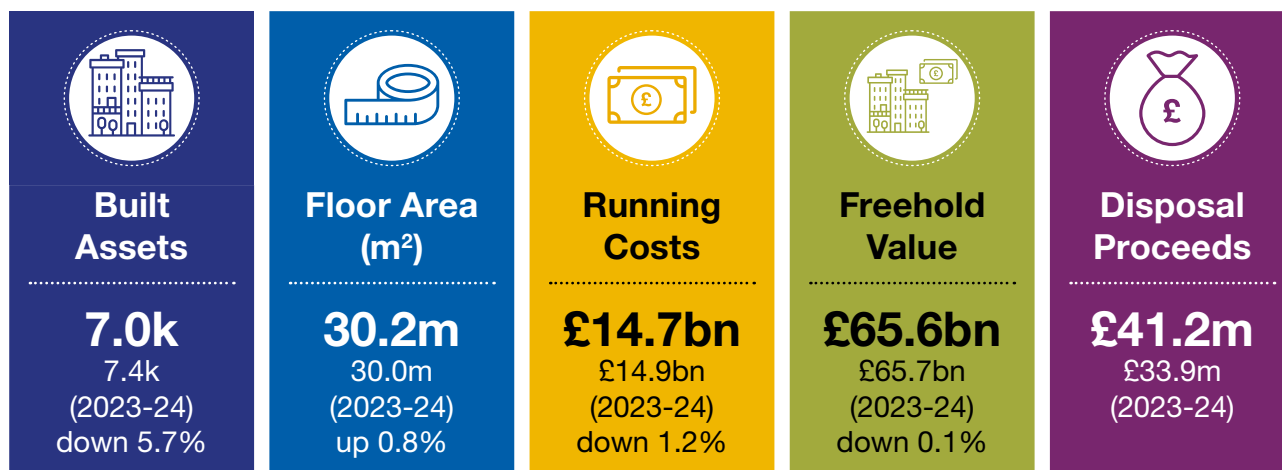 Built
Assets
7.0k
7.4k
(2023-24)
down 5.7%
Floor Area
(m²)
30.2m
30.0m
(2023-24)
up 0.8%
£
Running
Costs
£14.7bn
£14.9bn
(2023-24)
down 1.2%
£
Freehold
Value
£65.6bn
£65.7bn
(2023-24)
down 0.1%
£
Disposal
Proceeds
£41.2m
£33.9m
(2023-24)